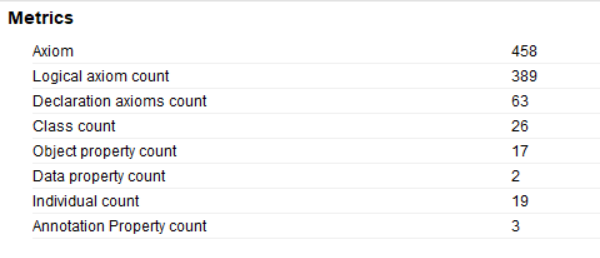 Metrics
Axiom 458
Logical axiom count 389
Declaration axioms count 63
Class count 26
Object property count 17
Data property count 2
Individual count 19
Annotation Property count 3